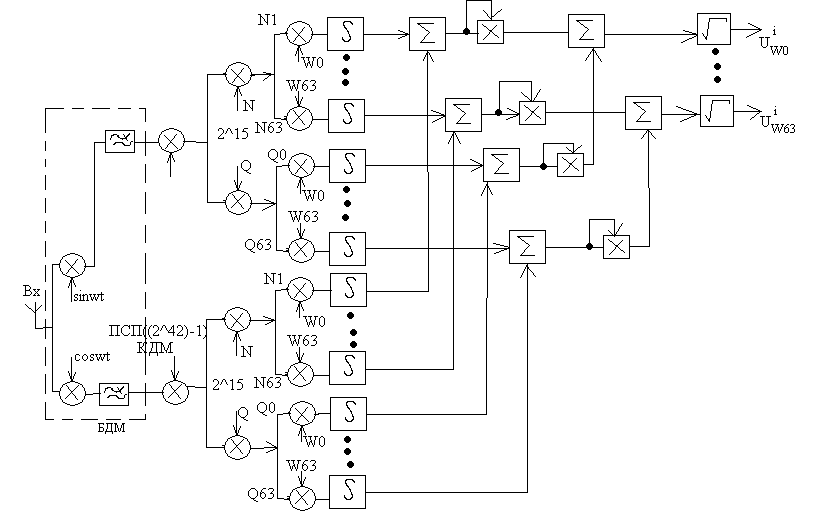 N1
W0
U i W0
W63
N
N63
2^15
Q
Q0
W0
W63
Q63
U i W63
Вх
sinwt
N1
W0
ПСП((2^42)-1)
КДМ
coswt
N
W63
N63
2^15
Q
Q0
W0
БДМ
W63
Q63